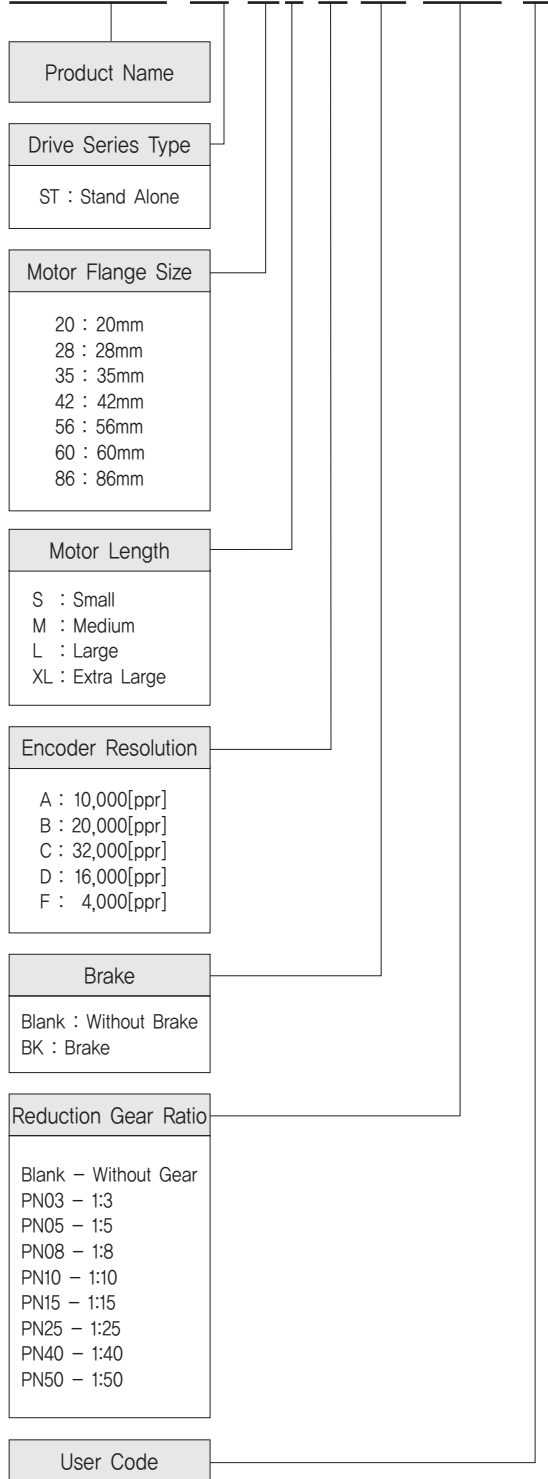 Product Name
Drive Series Type
ST : Stand Alone
Motor Flange Size
20 : 20mm
28 : 28mm
35 : 35mm
42 : 42mm
56 : 56mm
60 : 60mm
86 : 86mm
Motor Length
S : Small
M : Medium
L : Large
XL : Extra Large
Encoder Resolution
A : 10,000[ppr]
B : 20,000[ppr]
C : 32,000[ppr]
D : 16,000[ppr]
F : 4,000[ppr]
Brake
Blank : Without Brake
BK : Brake
Reduction Gear Ratio
Blank – Without Gear
PN03 – 1:3
PN05 – 1:5
PN08 – 1:8
PN10 – 1:10
PN15 – 1:15
PN25 – 1:25
PN40 – 1:40
PN50 – 1:50
User Code